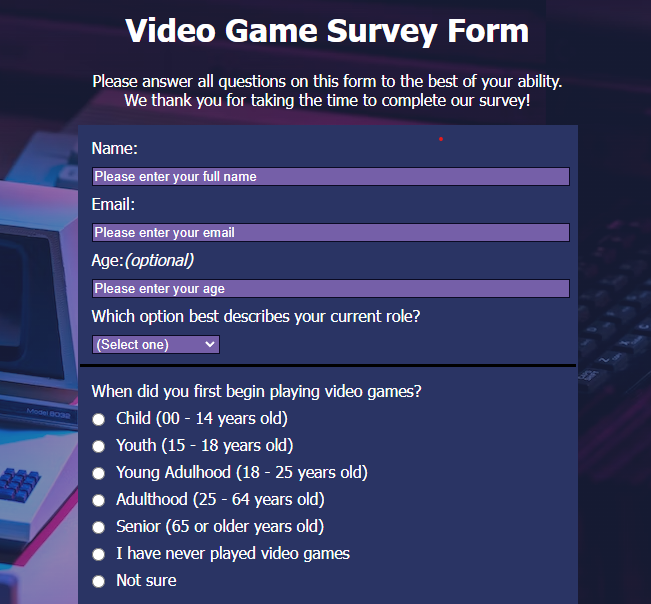 Video Game Survey Form
Please answer all questions on this form to the best of your ability.
We thank you for taking the time to complete our survey!
Name:
Please enter your full name
Email:
Please enter your email
Age:(optional)
Please enter your age
Which option best describes your current role?
(Select one)
When did you first begin playing video games?
Child (00 - 14 years old)
Youth (15 - 18 years old)
Young Adulhood (18 - 25 years old)
Adulthood (25 - 64 years old)
Senior (65 or older years old)
I have never played video games
Not sure
Model 8032